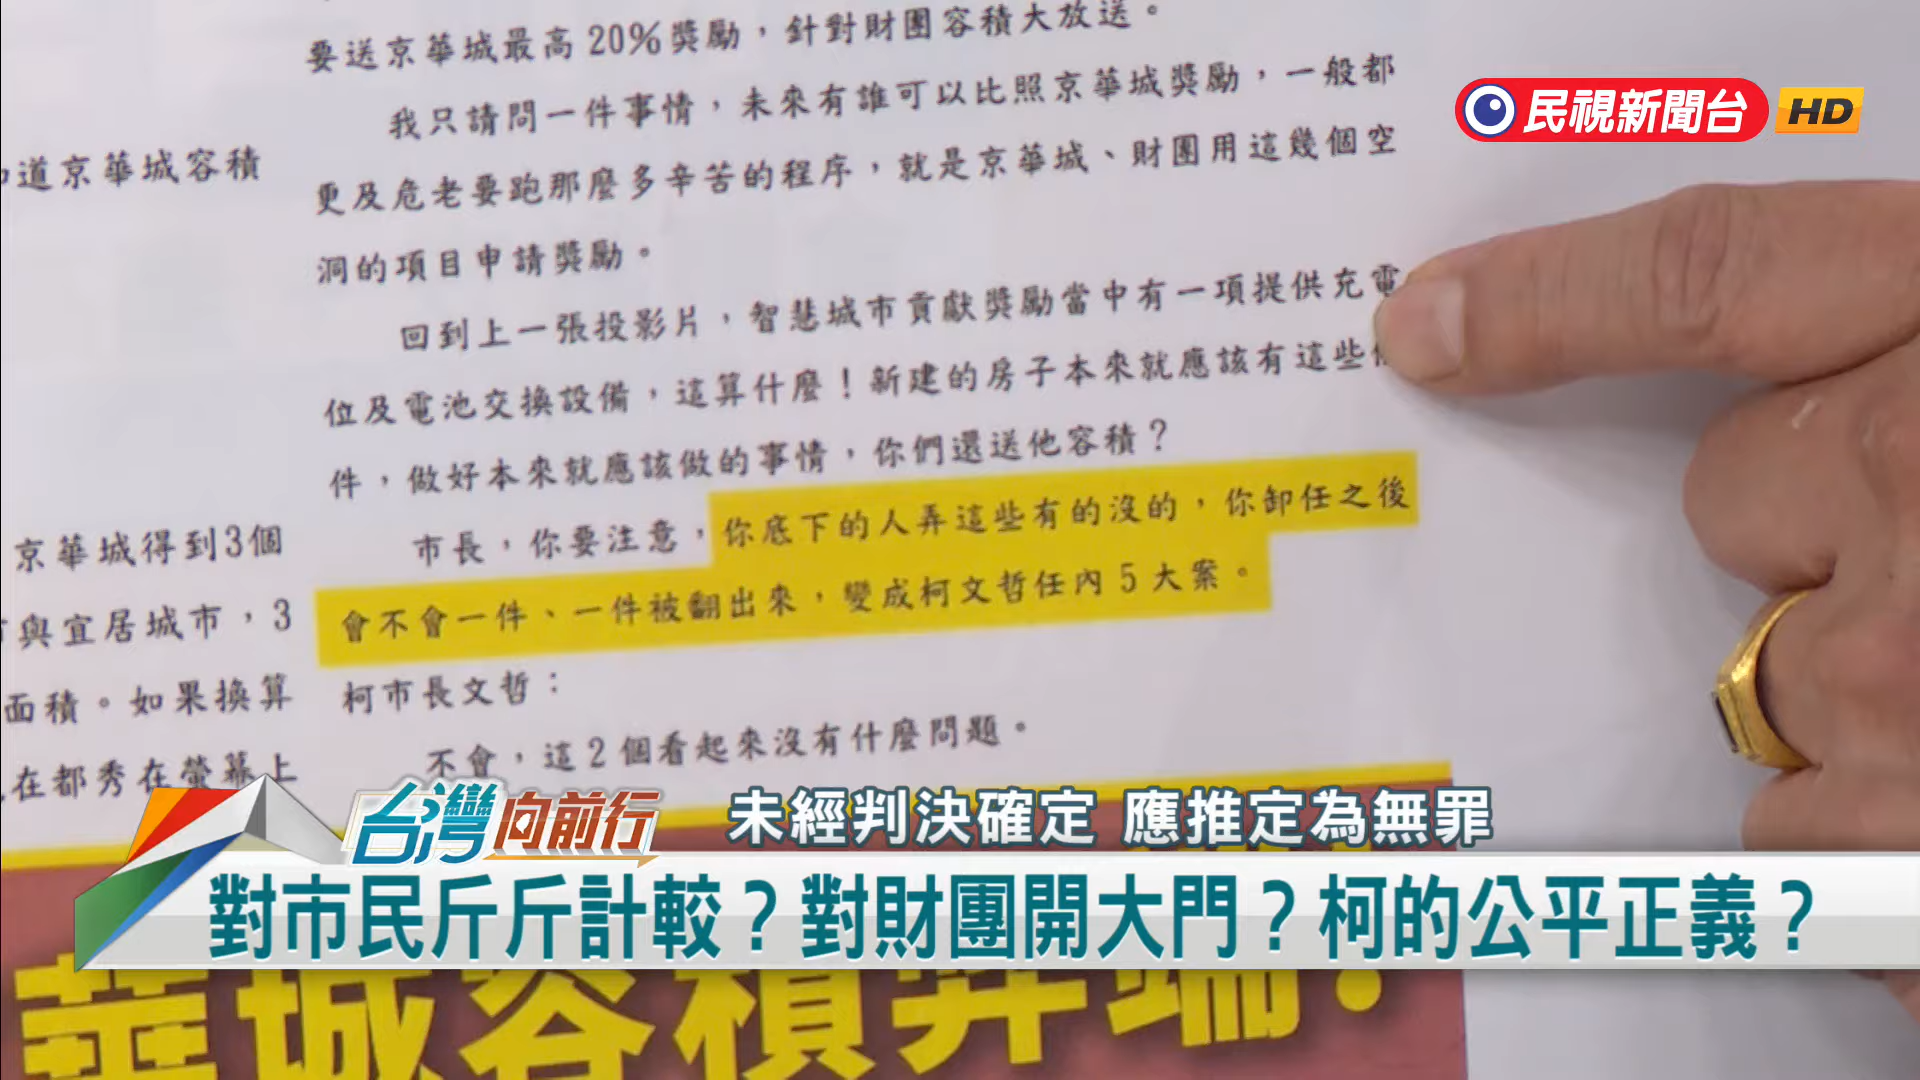 要送京華城最高20%獎勵，針對財團容積大放送。
我只請問一件事情，未來有誰可以比照京華城獎勵，一般都
更及危老要跑那麼多辛苦的程序，就是京華城、財團用這幾個空
洞的項目申請獎勵。
回到上一張投影片，智慧城市貢獻獎勵當中有一項提供充電
位及電池交換設備，這算什麼！新建的房子本來就應該有這些
件，做好本來就應該做的事情，你們還送他容積？
市長，你要注意，你底下的人弄這些有的沒的，你卸任之後
會不會一件、一件被翻出來，變成柯文哲任內5大案。
柯市長文哲：
不會，這2個看起來沒有什麼問題。
道京華城容積
京華城得到3個
與宜居城市，3
面積。如果換算
在都秀在螢幕上
民視新聞台 HD
台灣向前行
未經判決確定 應推定為無罪
對市民斤斤計較？對財團開大門？柯的公平正義？
華城容積弊端？